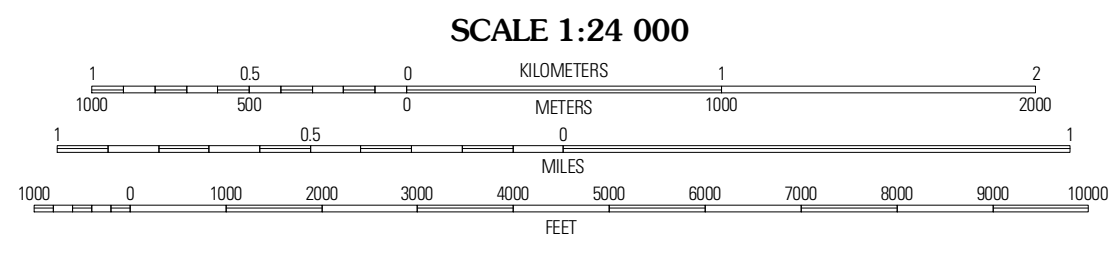 SCALE 1:24 000
1 0.5 0 KILOMETERS 1 2
1000 500 0 METERS 1000 2000
1 0.5 0 1
MILES
1000 0 1000 2000 3000 4000 5000 6000 7000 8000 9000 10000
FEET